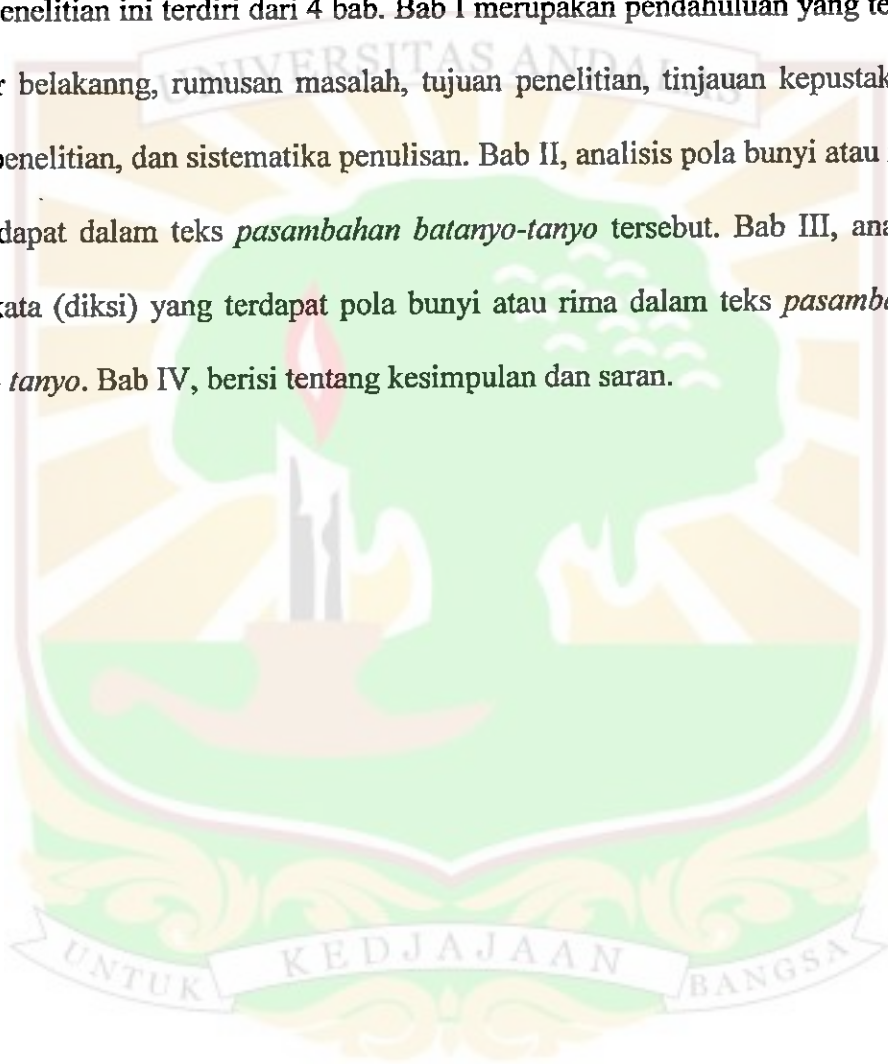 enelitian ini terdiri dari 4 bab. Bab I merupakan pendahuluan yang te
r belakanng, rumusan masalah, tujuan penelitian, tinjauan kepustak
penelitian, dan sistematika penulisan. Bab II, analisis pola bunyi atau
dapat dalam teks pasambahan batanyo-tanyo tersebut. Bab III, ana
kata (diksi) yang terdapat pola bunyi atau rima dalam teks pasamba
tanyo. Bab IV, berisi tentang kesimpulan dan saran.
UNIVERSITAS ANDALAS
UNTUK KEDJAJAAN BANGSA